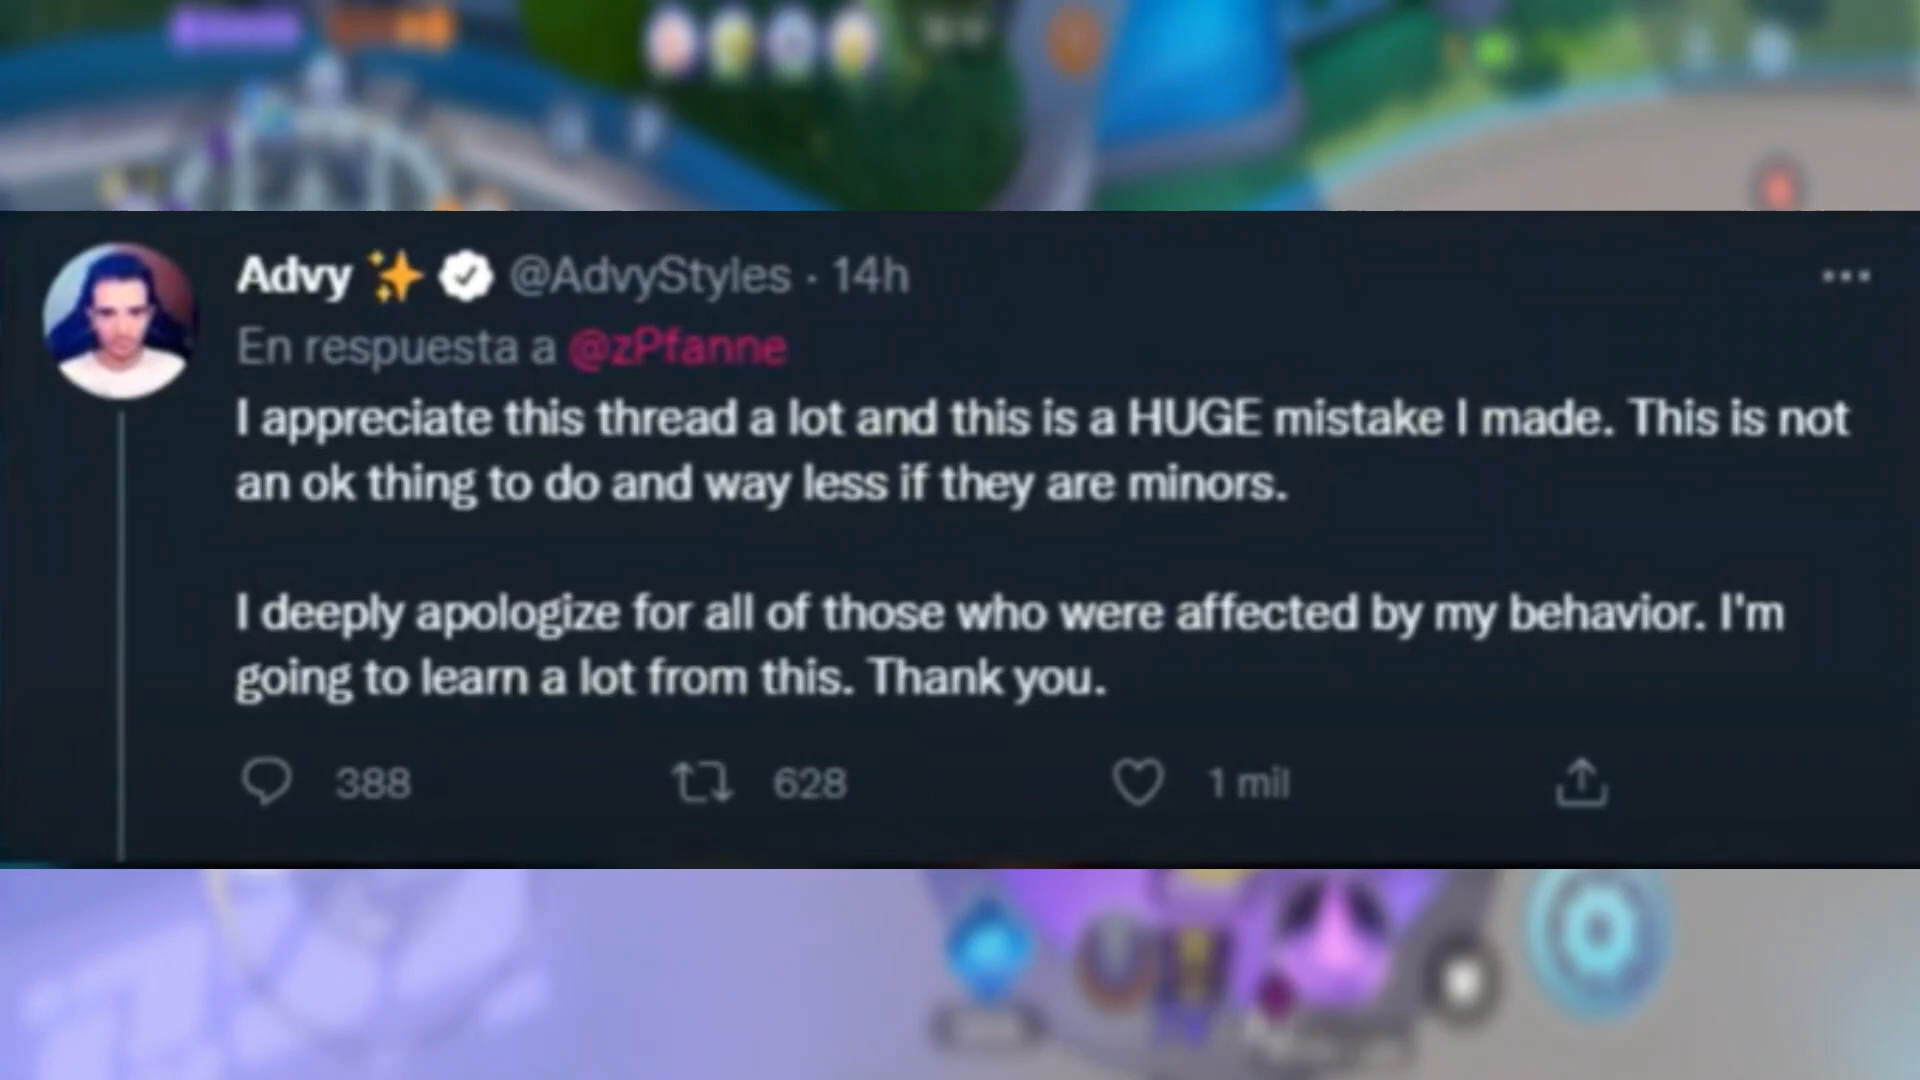 Advy ✨ @AdvyStyles · 14h
En respuesta a @zPfanne
I appreciate this thread a lot and this is a HUGE mistake I made. This is not
an ok thing to do and way less if they are minors.
I deeply apologize for all of those who were affected by my behavior. I'm
going to learn a lot from this. Thank you.
388 628 1 mil